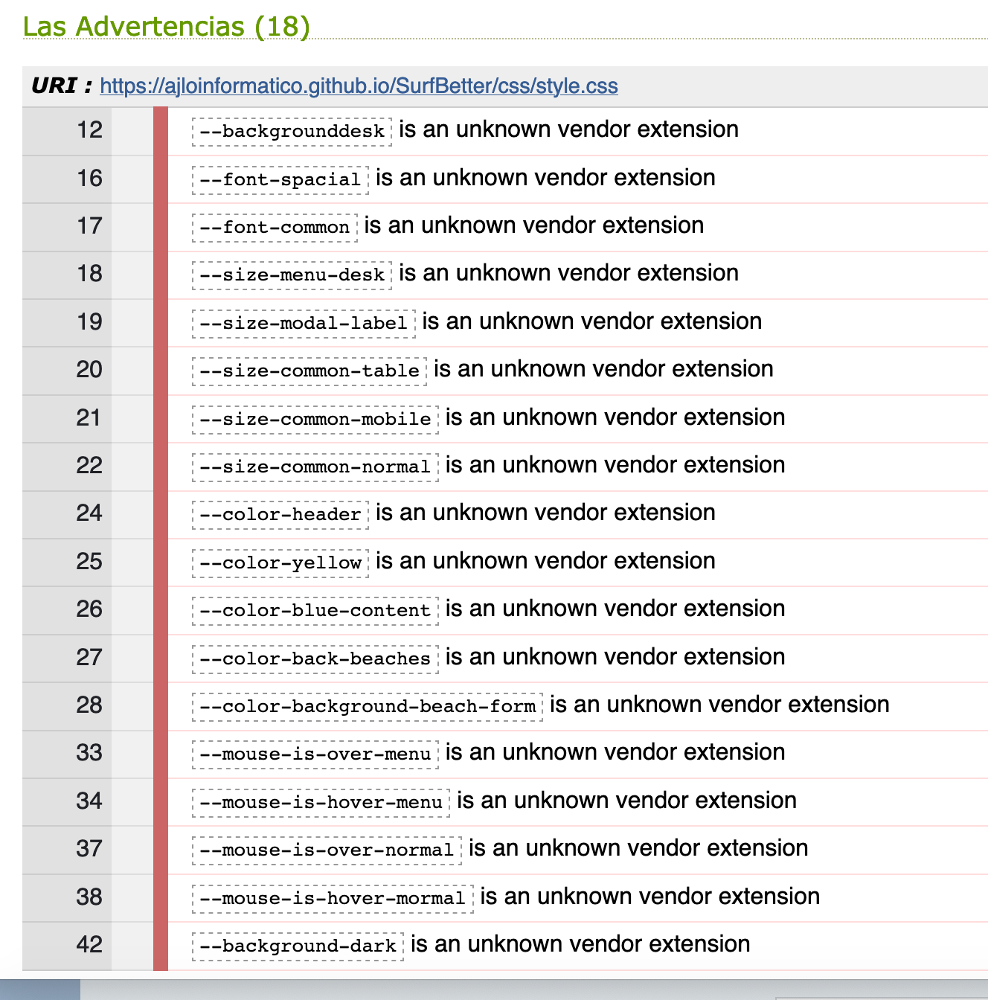 Las Advertencias (18)
URI : https://ajloinformatico.github.io/SurfBetter/css/style.css
12 --backgrounddesk is an unknown vendor extension
16 --font-spacial is an unknown vendor extension
17 --font-common is an unknown vendor extension
18 --size-menu-desk is an unknown vendor extension
19 --size-modal-label is an unknown vendor extension
20 --size-common-table is an unknown vendor extension
21 --size-common-mobile is an unknown vendor extension
22 --size-common-normal is an unknown vendor extension
24 --color-header is an unknown vendor extension
25 --color-yellow is an unknown vendor extension
26 --color-blue-content is an unknown vendor extension
27 --color-back-beaches is an unknown vendor extension
28 --color-background-beach-form is an unknown vendor extension
33 --mouse-is-over-menu is an unknown vendor extension
34 --mouse-is-hover-menu is an unknown vendor extension
37 --mouse-is-over-normal is an unknown vendor extension
38 --mouse-is-hover-mormal is an unknown vendor extension
42 --background-dark is an unknown vendor extension